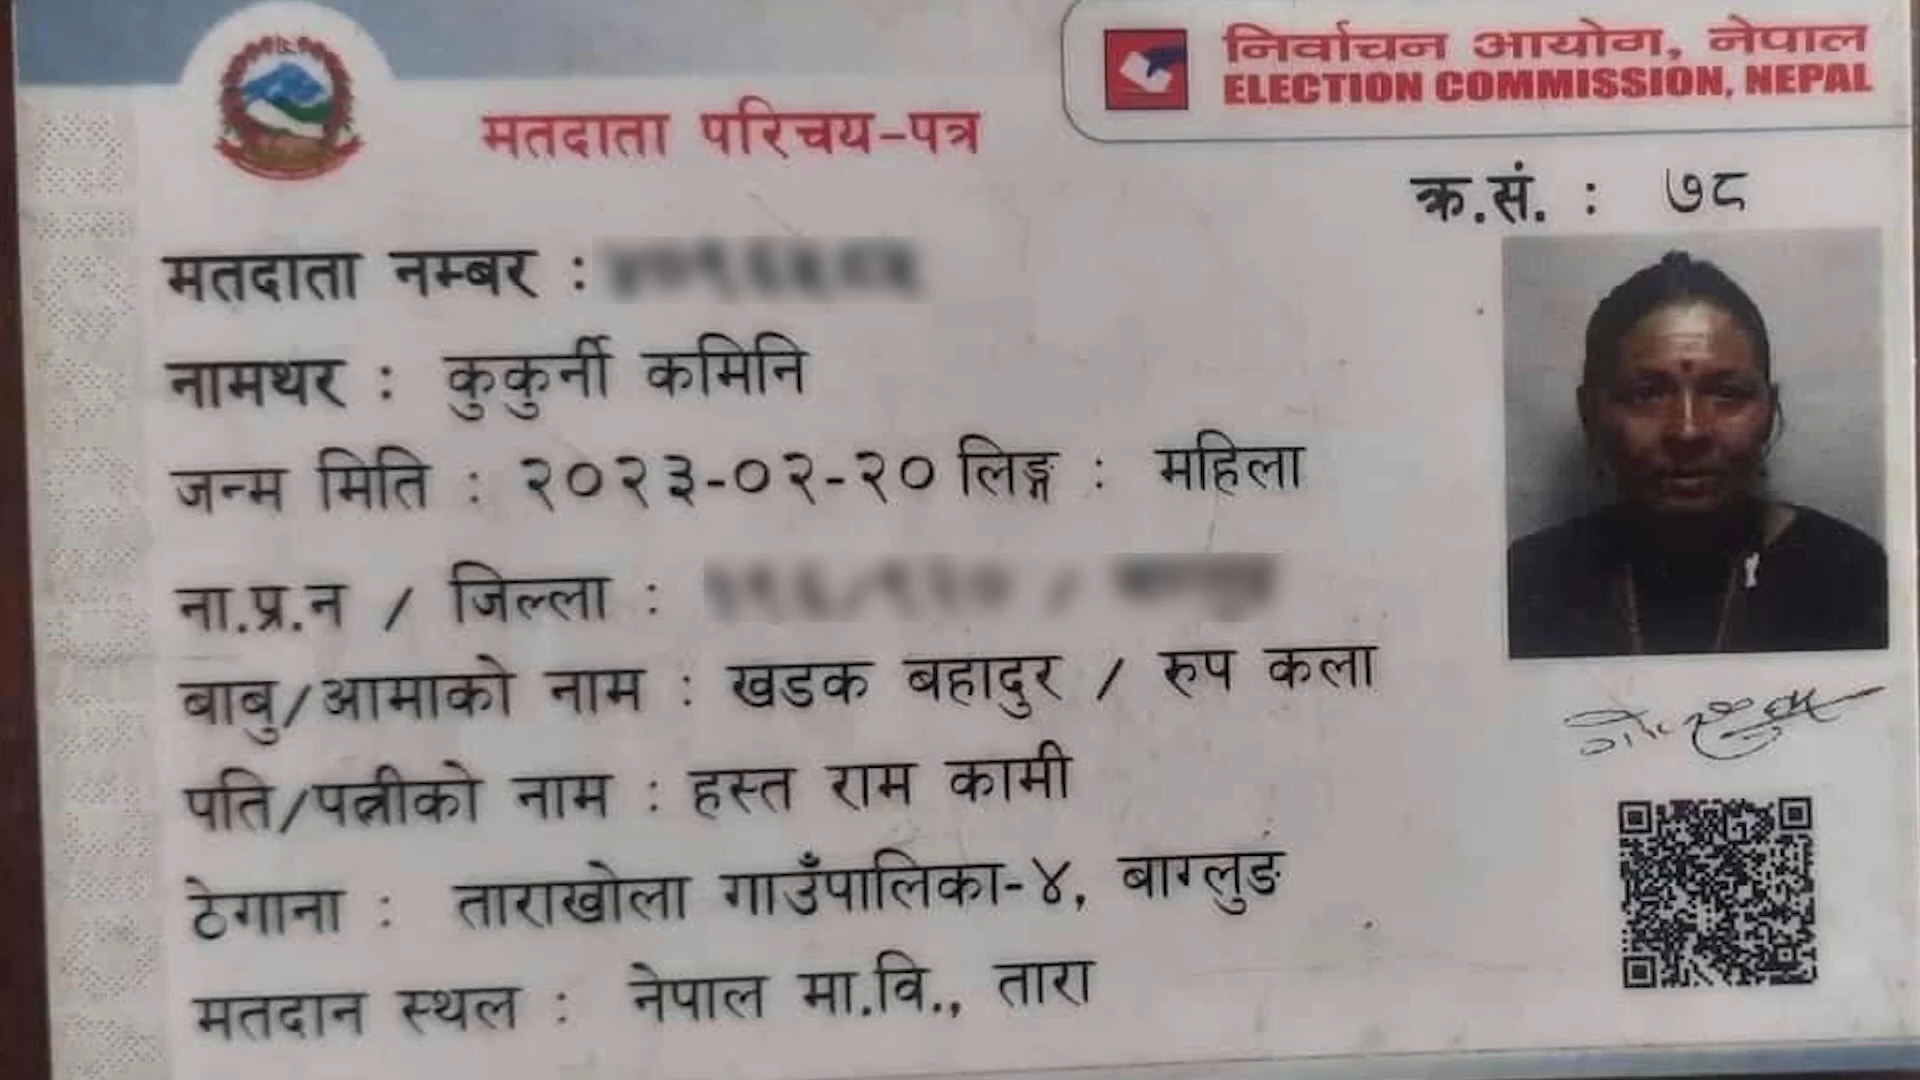 निर्वाचन आयोग, नेपाल
ELECTION COMMISSION, NEPAL
मतदाता परिचय-पत्र
क्र.सं. : ७८
मतदाता नम्बर :
नामथर : कुकुर्नी कमिनि
जन्म मिति : २०२३-०२-२० लिङ्ग : महिला
ना.प्र.न / जिल्ला :
बाबु/आमाको नाम : खडक बहादुर / रुप कला
पति/पत्नीको नाम : हस्त राम कामी
ठेगाना : ताराखोला गाउँपालिका-४, बाग्लुङ
मतदान स्थल : नेपाल मा.वि., तारा